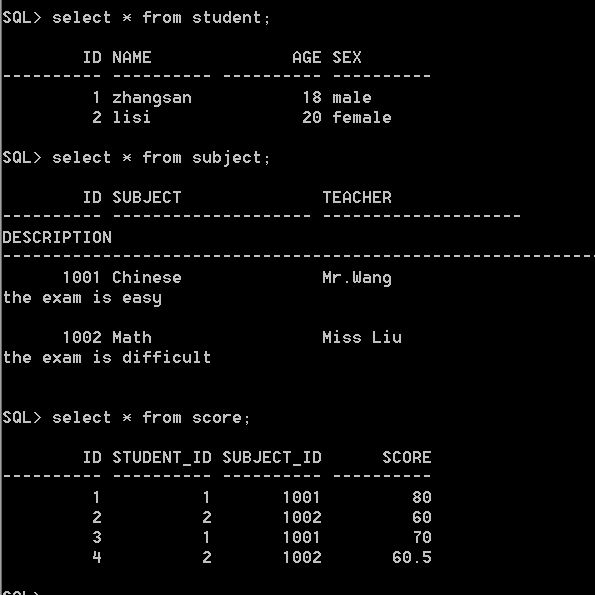 SQL> select * from student;
ID NAME AGE SEX
---------- ---------- ---------- ----------
1 zhangsan 18 male
2 lisi 20 female
SQL> select * from subject;
ID SUBJECT TEACHER
---------- -------------------- --------------------
DESCRIPTION
------------------------------------------------------------
1001 Chinese Mr.Wang
the exam is easy
1002 Math Miss Liu
the exam is difficult
SQL> select * from score;
ID STUDENT_ID SUBJECT_ID SCORE
---------- ---------- ---------- ----------
1 1 1001 80
2 2 1002 60
3 1 1001 70
4 2 1002 60.5
SQL>